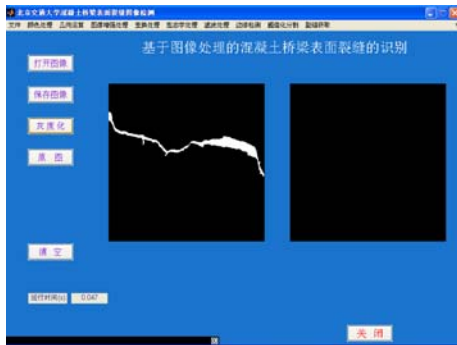 北京交通大学混凝土桥梁表面裂缝图像检测
文件 颜色处理 几何运算 图像增强处理 变换处理 形态学处理 滤波处理 边缘检测 阈值化分割 裂缝获取
基于图像处理的混凝土桥梁表面裂缝的识别
打开图像
保存图像
灰度化
原图
清空
运行时间(s) 0.047
关闭